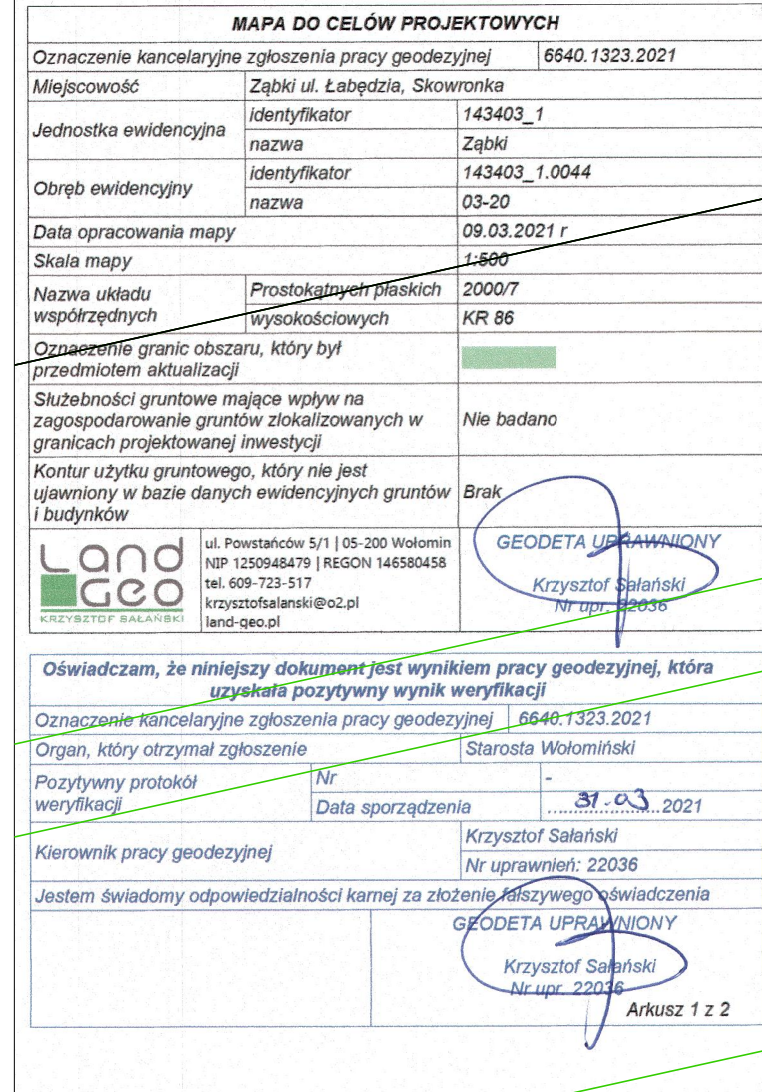 MAPA DO CELÓW PROJEKTOWYCH
Oznaczenie kancelaryjne zgłoszenia pracy geodezyjnej 6640.1323.2021
Miejscowość Ząbki ul. Łabędzia, Skowronka
Jednostka ewidencyjna identyfikator 143403_1
nazwa Ząbki
Obręb ewidencyjny identyfikator 143403_1.0044
nazwa 03-20
Data opracowania mapy 09.03.2021 r
Skala mapy 1:500
Nazwa układu współrzędnych Prostokątnych płaskich 2000/7
wysokościowych KR 86
Oznaczenie granic obszaru, który był
przedmiotem aktualizacji
Służebności gruntowe mające wpływ na
zagospodarowanie gruntów zlokalizowanych w Nie badano
granicach projektowanej inwestycji
Kontur użytku gruntowego, który nie jest
ujawniony w bazie danych ewidencyjnych gruntów Brak
i budynków
Land
Geo
KRZYSZTOF SAŁAŃSKI
ul. Powstańców 5/1 | 05-200 Wołomin
NIP 1250948479 | REGON 146580458
tel. 609-723-517
krzysztofsalanski@o2.pl
land-geo.pl
GEODETA UPRAWNIONY
Krzysztof Sałański
Nr upr. 22036
Oświadczam, że niniejszy dokument jest wynikiem pracy geodezyjnej, która
uzyskała pozytywny wynik weryfikacji
Oznaczenie kancelaryjne zgłoszenia pracy geodezyjnej 6640.1323.2021
Organ, który otrzymał zgłoszenie Starosta Wołomiński
Pozytywny protokół weryfikacji Nr -
Data sporządzenia 31.03 2021
Kierownik pracy geodezyjnej Krzysztof Sałański
Nr uprawnień: 22036
Jestem świadomy odpowiedzialności karnej za złożenie fałszywego oświadczenia
GEODETA UPRAWNIONY
Krzysztof Sałański
Nr upr. 22036
Arkusz 1 z 2